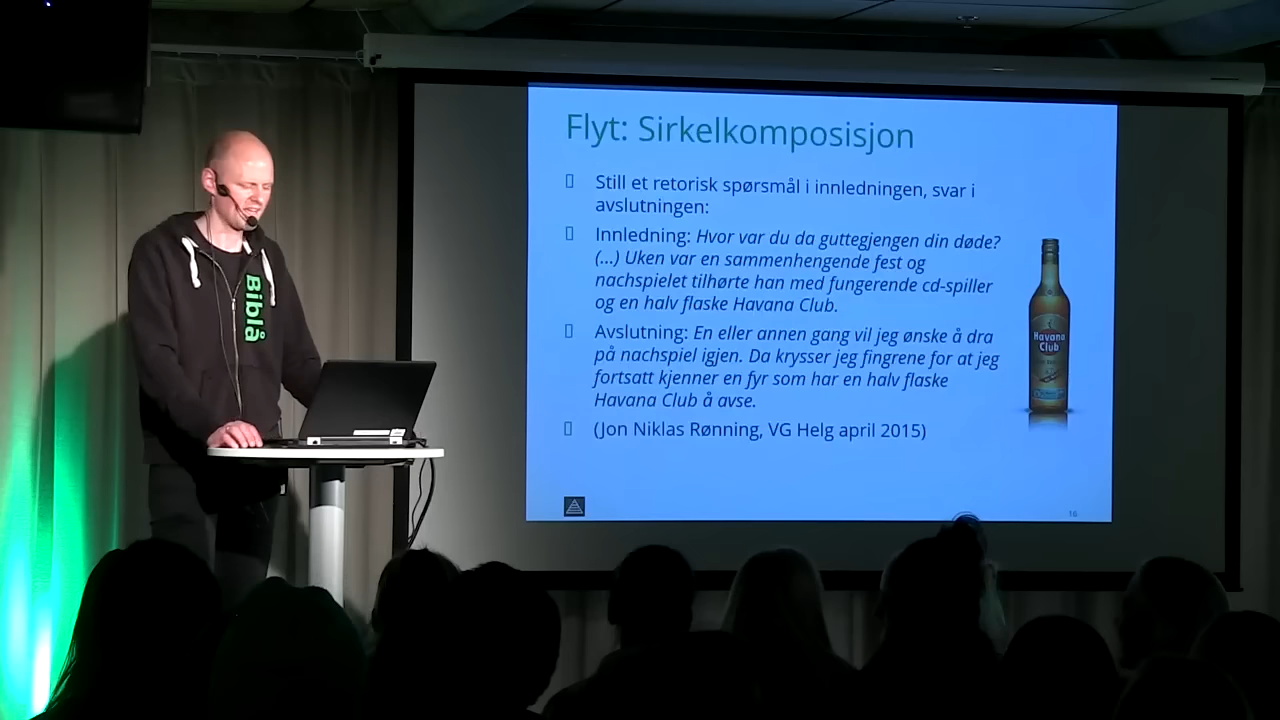 Flyt: Sirkelkomposisjon
Still et retorisk spørsmål i innledningen, svar i
avslutningen:
Innledning: Hvor var du da guttegjengen din døde?
(...) Uken var en sammenhengende fest og
nachspielet tilhørte han med fungerende cd-spiller
og en halv flaske Havana Club.
Avslutning: En eller annen gang vil jeg ønske å dra
på nachspiel igjen. Da krysser jeg fingrene for at jeg
fortsatt kjenner en fyr som har en halv flaske
Havana Club å avse.
(Jon Niklas Rønning, VG Helg april 2015)
Havana
Club
16
Biblå